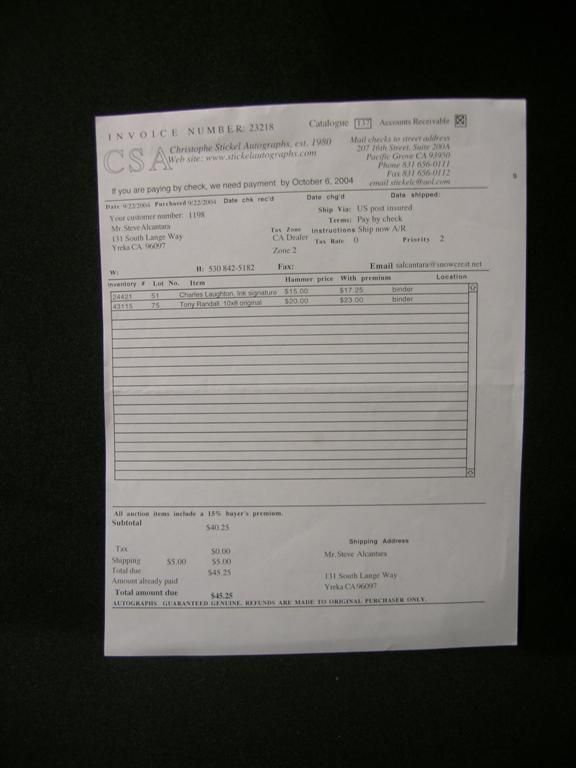 INVOICE NUMBER: 23218 Catalogue 137 Accounts Receivable
CSA Christophe Stickel Autographs, est. 1980
Web site: www.stickelautographs.com
Mail checks to street address
207 16th Street, Suite 200A
Pacific Grove CA 93950
Phone 831 656-0111
Fax 831 656-0112
email stickelc@aol.com
If you are paying by check, we need payment by October 6, 2004
Date 9/22/2004 Purchased 9/22/2004 Date chk rec'd Date chg'd Date shipped:
Your customer number: 1198
Mr. Steve Alcantara
131 South Lange Way
Yreka CA 96097
Ship Via: US post insured
Terms: Pay by check
Tax Zone Instructions Ship now A/R
CA Dealer Tax Rate 0 Priority 2
Zone 2
W: H: 530 842-5182 Fax: Email salcantara@snowcrest.net
Inventory # Lot No. Item Hammer price With premium Location
24421 51 Charles Laughton. Ink signature $15.00 $17.25 binder
43115 75 Tony Randall. 10x8 original $20.00 $23.00 binder
All auction items include a 15% buyer's premium.
Subtotal $40.25
Tax $0.00
Shipping $5.00 $5.00
Total due $45.25
Amount already paid
Total amount due $45.25
Shipping Address
Mr. Steve Alcantara
131 South Lange Way
Yreka CA 96097
AUTOGRAPHS GUARANTEED GENUINE. REFUNDS ARE MADE TO ORIGINAL PURCHASER ONLY.